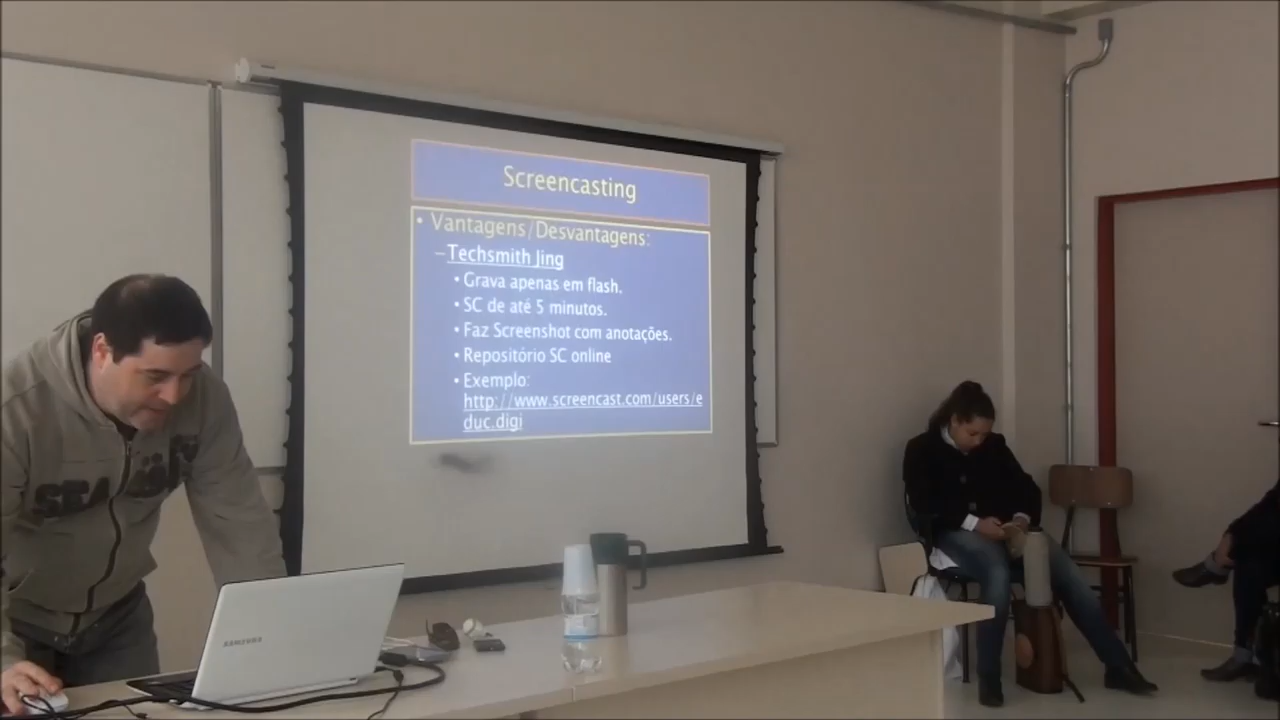 Screencasting
• Vantagens/Desvantagens:
–Techsmith Jing
• Grava apenas em flash.
• SC de até 5 minutos.
• Faz Screenshot com anotações.
• Repositório SC online
• Exemplo:
http://www.screencast.com/users/e
duc.digi
SAMSUNG